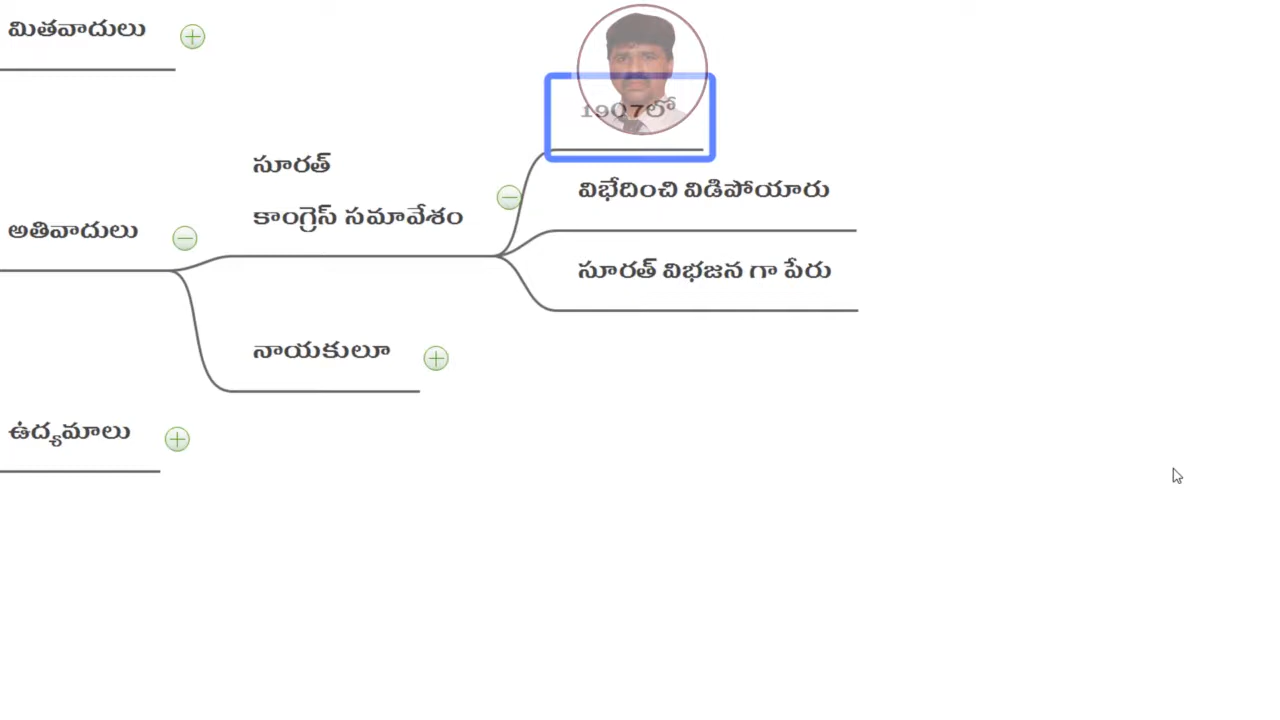 మితవాదులు
1907లో
సూరత్
కాంగ్రెస్ సమావేశం
విభేదించి విడిపోయారు
అతివాదులు
సూరత్ విభజన గా పేరు
నాయకులూ
ఉద్యమాలు